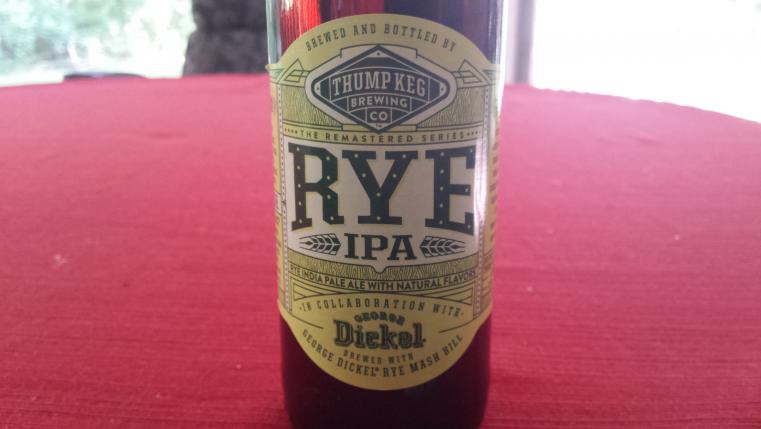 BREWED AND BOTTLED BY
THUMP KEG
BREWING
CO
THE REMASTERED SERIES
RYE
IPA
RYE INDIA PALE ALE WITH NATURAL FLAVORS
-IN COLLABORATION WITH-
GEORGE
Dickel
BREWED WITH
GEORGE DICKEL® RYE MASH BILL